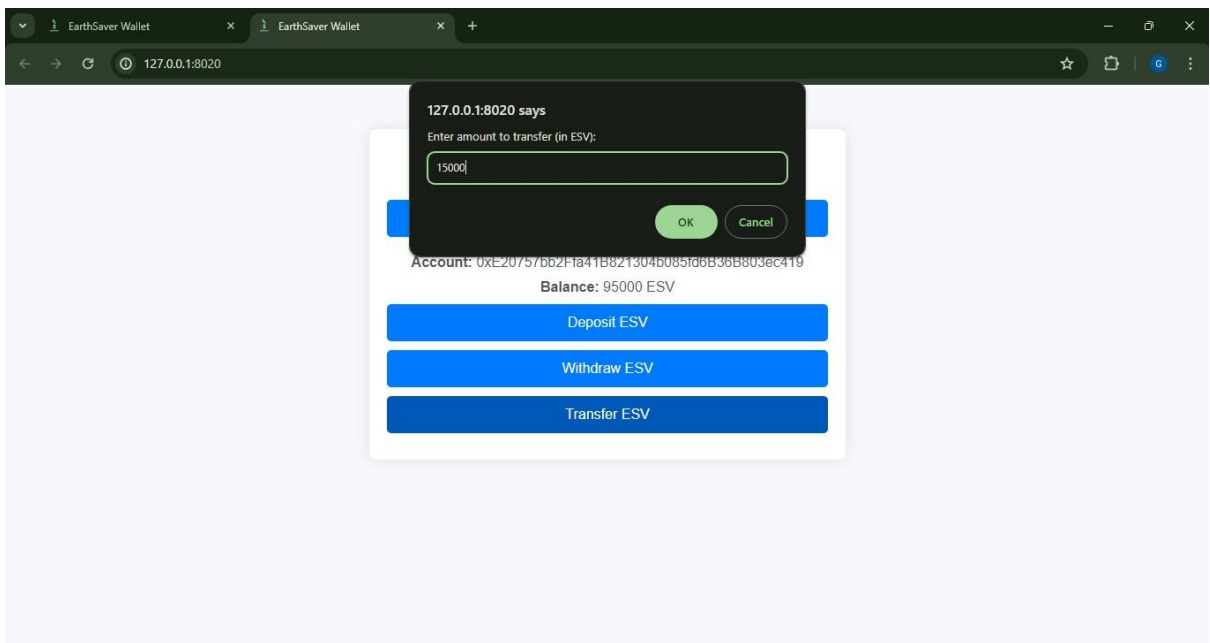 EarthSaver Wallet
EarthSaver Wallet
127.0.0.1:8020
G
127.0.0.1:8020 says
Enter amount to transfer (in ESV):
15000
OK
Cancel
Account:
Balance: 95000 ESV
Deposit ESV
Withdraw ESV
Transfer ESV